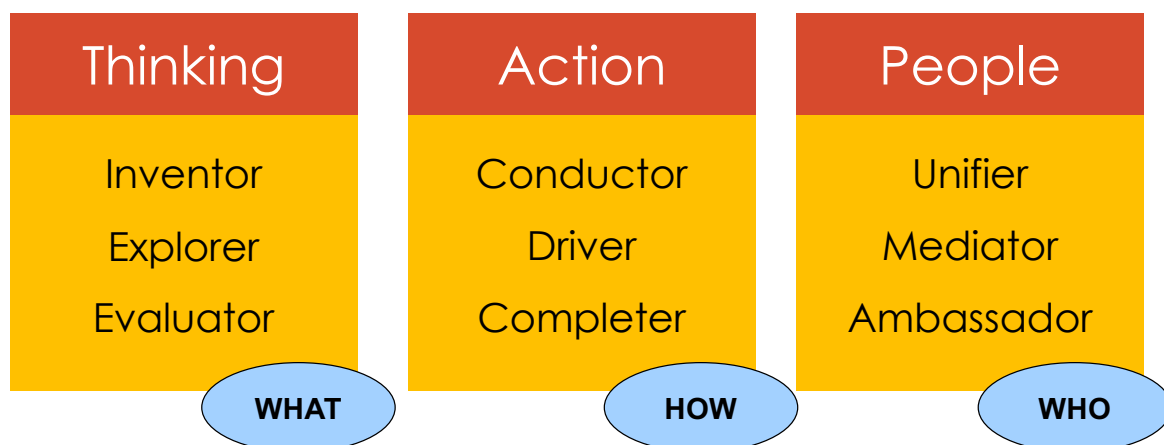 Thinking
Inventor
Explorer
Evaluator
WHAT
Action
Conductor
Driver
Completer
HOW
People
Unifier
Mediator
Ambassador
WHO